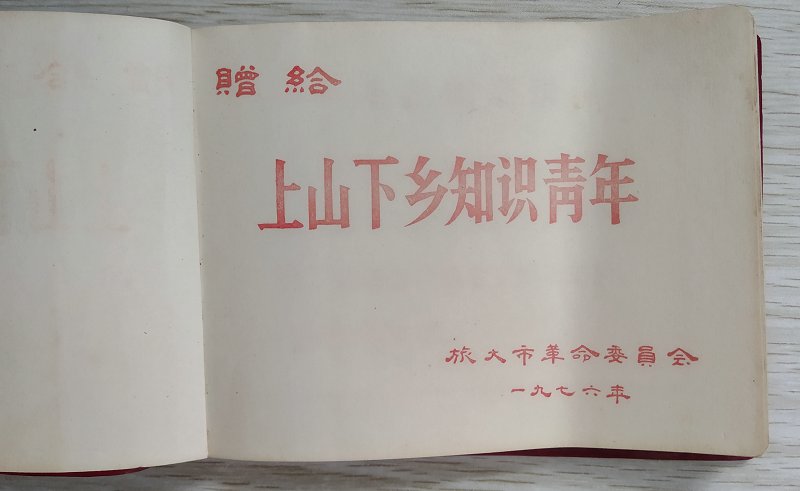 贈給
上山下乡知识青年
旅大市革命委員会
一九七六年